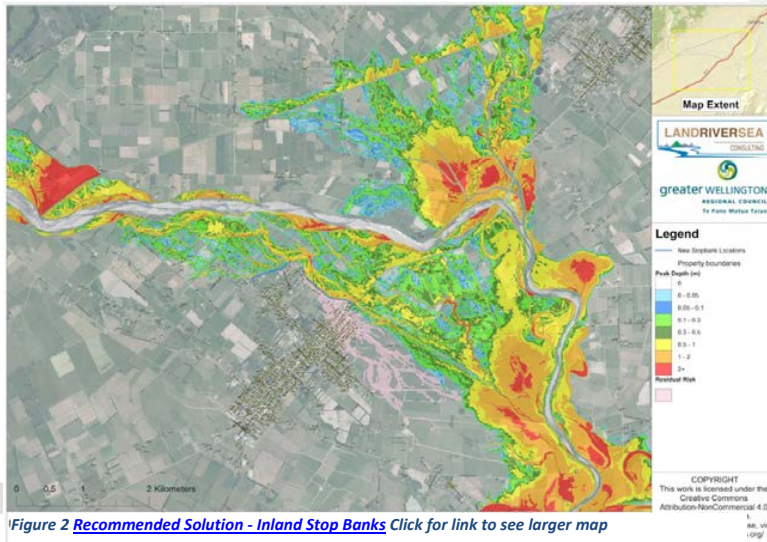 Map Extent
LANDRIVERSEA
CONSULTING
greater WELLINGTON
REGIONAL COUNCIL
Te Pane Matua Taiao
Legend
New Stopbank Locations
Property boundaries
Peak Depth (m)
0
0 - 0.05
0.05 - 0.1
0.1 - 0.3
0.3 - 0.5
0.5 - 1
1 - 2
2+
Residual Risk
0 0.5 1 2 Kilometers
COPYRIGHT
This work is licensed under the
Creative Commons
Attribution-NonCommercial 4.0
Figure 2 Recommended Solution - Inland Stop Banks Click for link to see larger map